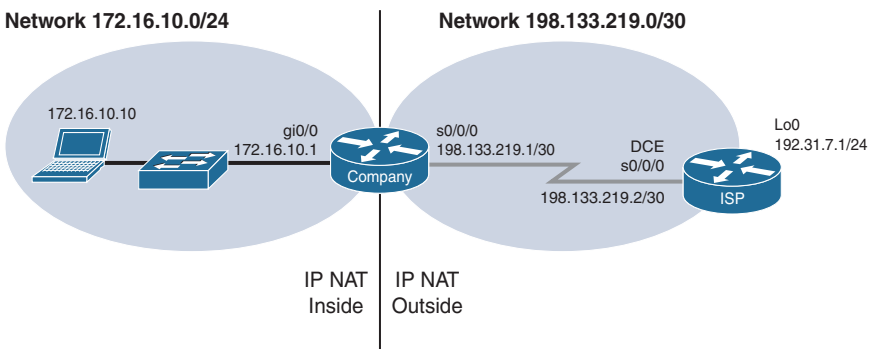 Network 172.16.10.0/24
Network 198.133.219.0/30
172.16.10.10
gi0/0
172.16.10.1
Company
s0/0/0
198.133.219.1/30
DCE
s0/0/0
198.133.219.2/30
ISP
Lo0
192.31.7.1/24
IP NAT
Inside
IP NAT
Outside